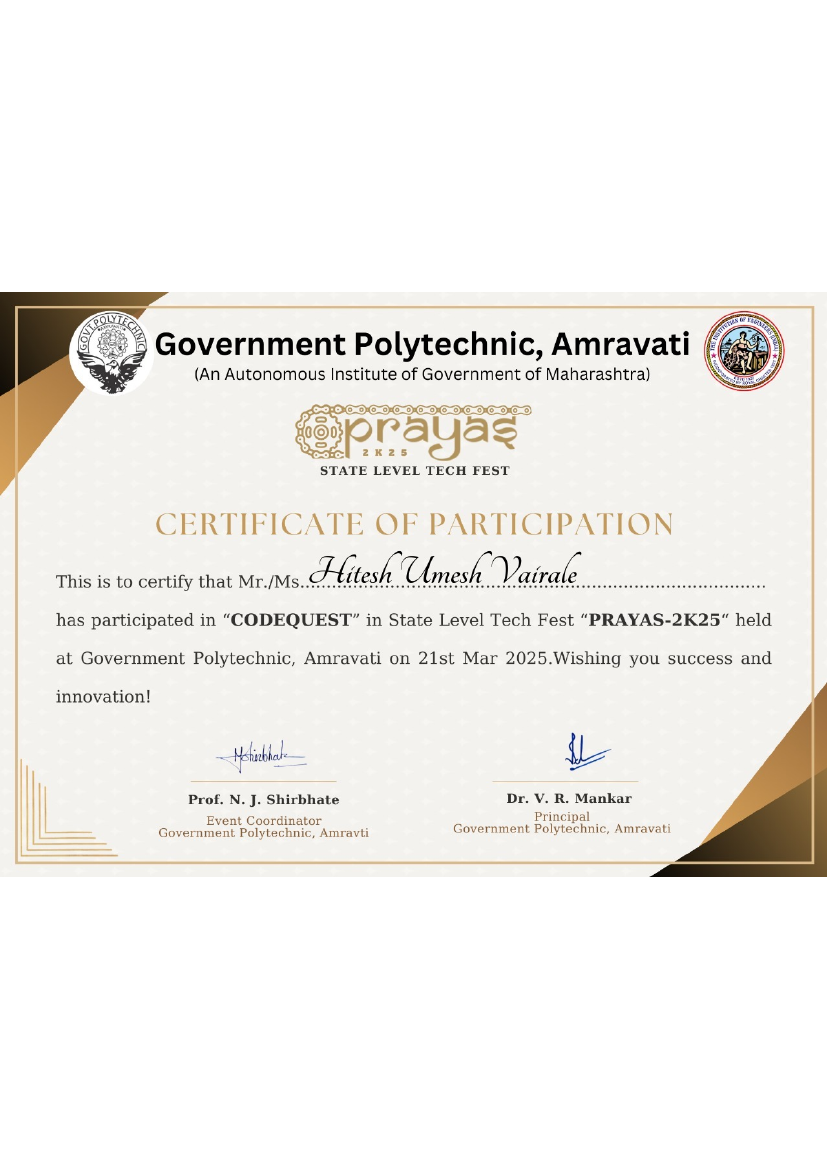 GOVT.POLYTECHNIC
Government Polytechnic, Amravati
(An Autonomous Institute of Government of Maharashtra)
prayas
2K25
STATE LEVEL TECH FEST
CERTIFICATE OF PARTICIPATION
This is to certify that Mr./Ms. Hitesh Umesh Vairale
has participated in “CODEQUEST” in State Level Tech Fest “PRAYAS-2K25“ held
at Government Polytechnic, Amravati on 21st Mar 2025.Wishing you success and
innovation!
Prof. N. J. Shirbhate
Event Coordinator
Government Polytechnic, Amravti
Dr. V. R. Mankar
Principal
Government Polytechnic, Amravati